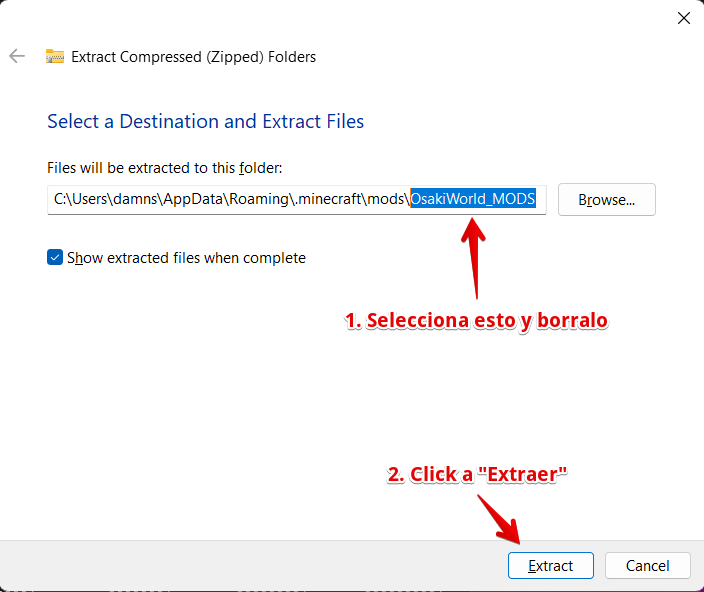 Extract Compressed (Zipped) Folders
Select a Destination and Extract Files
Files will be extracted to this folder:
C:\Users\damns\AppData\Roaming\.minecraft\mods\OsakiWorld_MODS
Browse...
Show extracted files when complete
1. Selecciona esto y borralo
2. Click a "Extraer"
Extract
Cancel